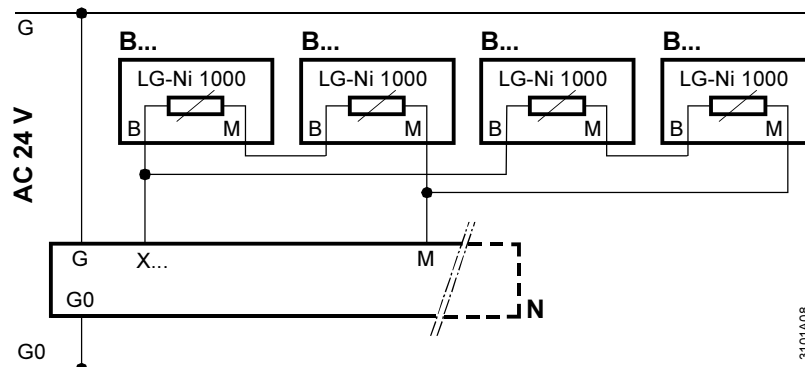 G
B... B... B... B...
LG-Ni 1000 LG-Ni 1000 LG-Ni 1000 LG-Ni 1000
B M B M B M B M
AC 24 V
G X... M
G0
N
G0
3101A08